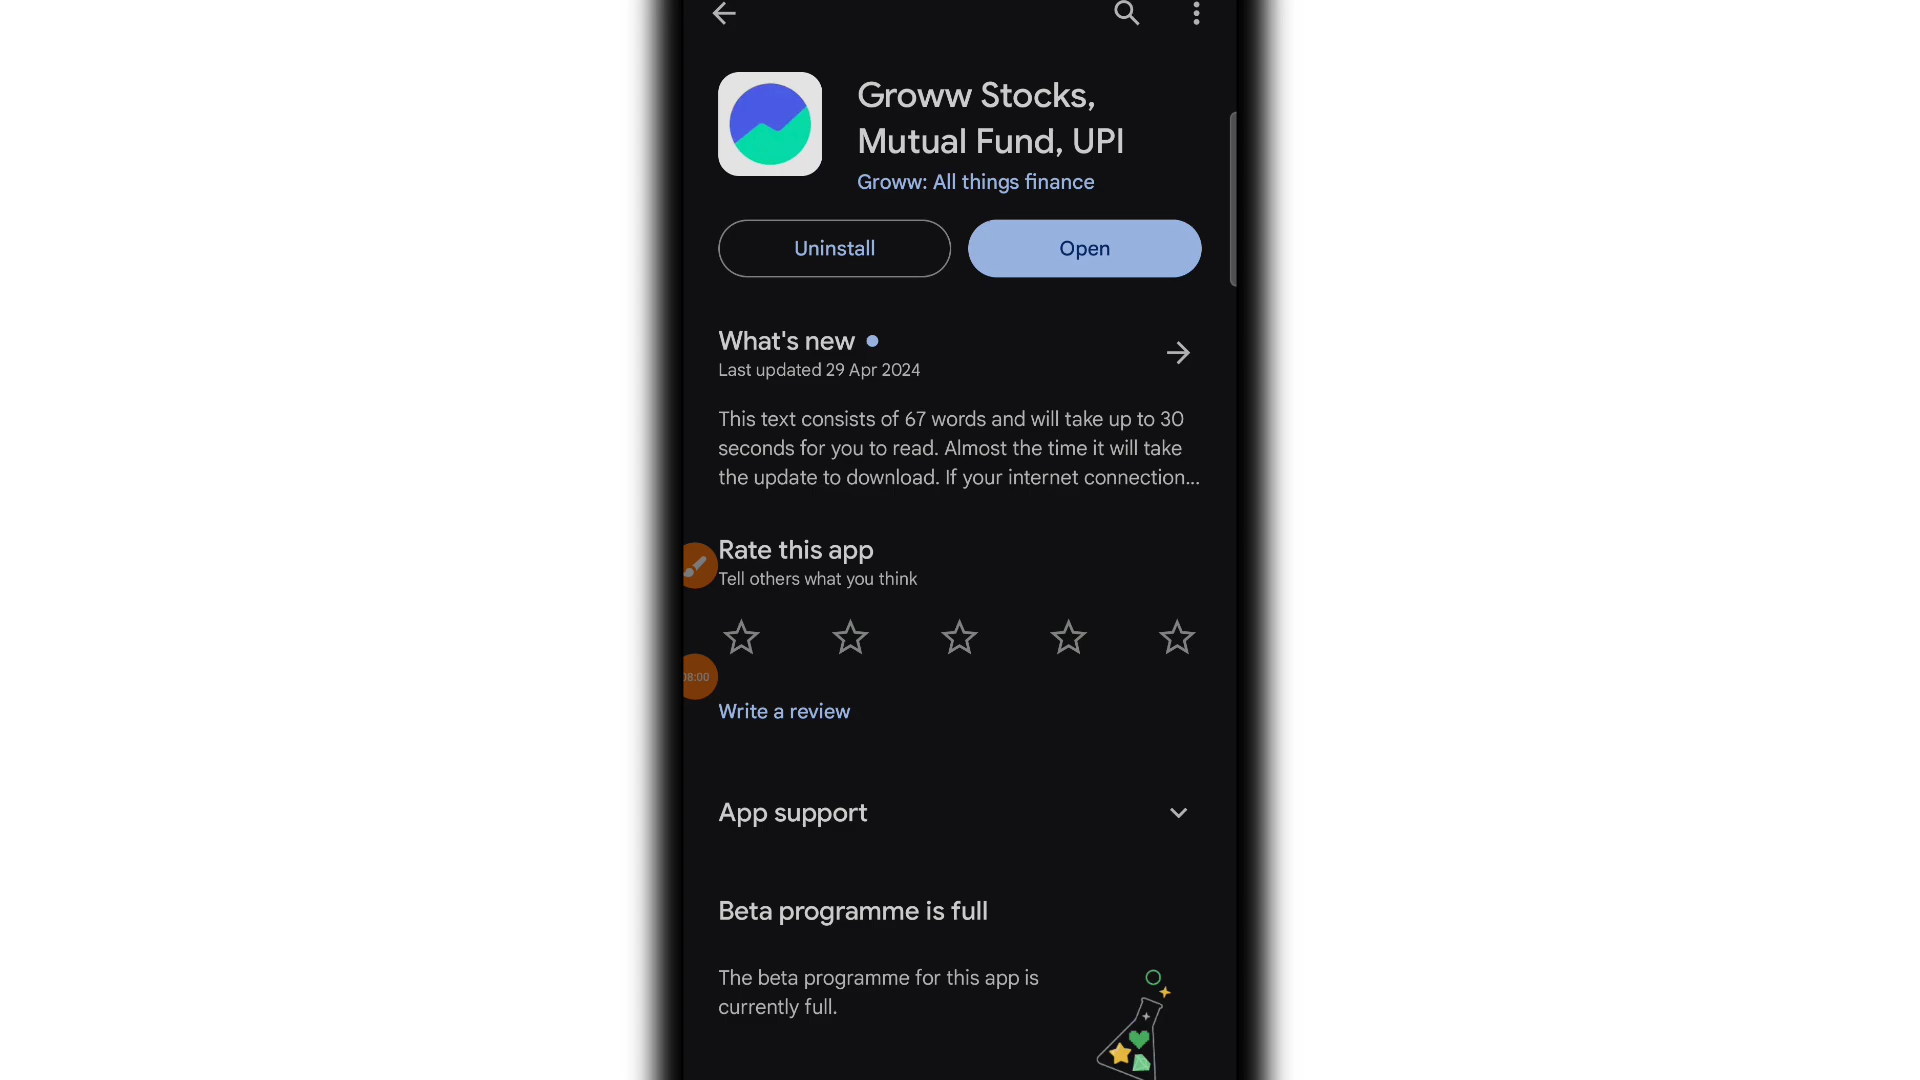 Groww Stocks,
Mutual Fund, UPI
Groww: All things finance
Uninstall
Open
What's new
Last updated 29 Apr 2024
This text consists of 67 words and will take up to 30
seconds for you to read. Almost the time it will take
the update to download. If your internet connection...
Rate this app
Tell others what you think
08:00
Write a review
App support
Beta programme is full
The beta programme for this app is
currently full.